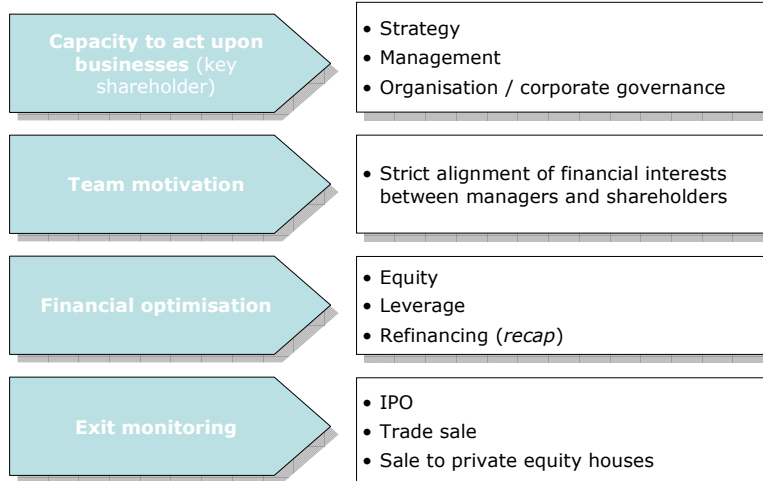 Capacity to act upon
businesses (key
shareholder)
• Strategy
• Management
• Organisation / corporate governance
Team motivation
• Strict alignment of financial interests
between managers and shareholders
Financial optimisation
• Equity
• Leverage
• Refinancing (recap)
Exit monitoring
• IPO
• Trade sale
• Sale to private equity houses